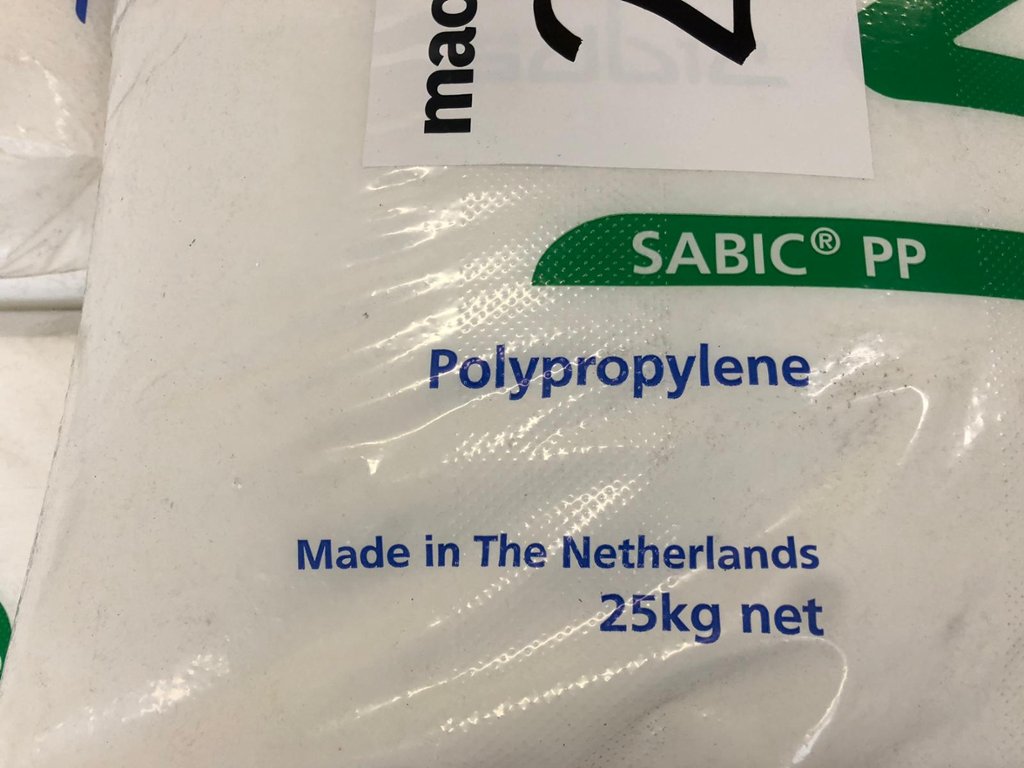 SABIC® PP
Polypropylene
Made in The Netherlands
25kg net